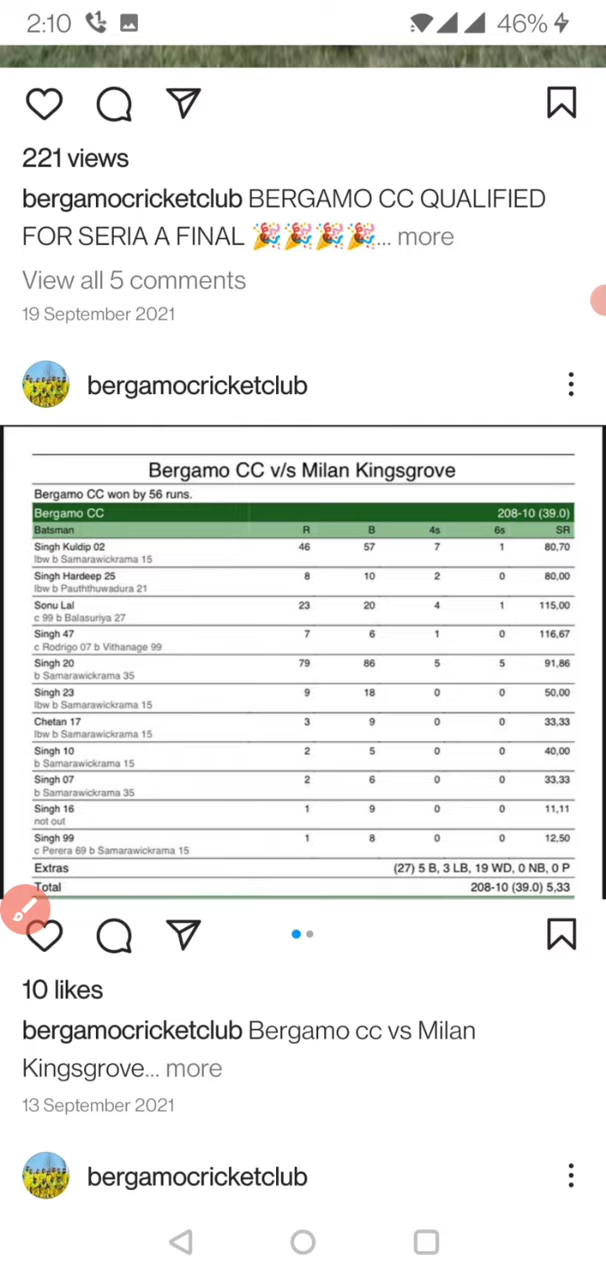 2:10 46%
221 views
bergamocricketclub BERGAMO CC QUALIFIED
FOR SERIA A FINAL 🎉🎉🎉🎉... more
View all 5 comments
19 September 2021
bergamocricketclub
Bergamo CC v/s Milan Kingsgrove
Bergamo CC won by 56 runs.
Bergamo CC 208-10 (39.0)
Batsman R B 4s 6s SR
Singh Kuldip 02 46 57 7 1 80,70
lbw b Samarawickrama 15
Singh Hardeep 25 8 10 2 0 80,00
lbw b Pauththuwadura 21
Sonu Lal 23 20 4 1 115,00
c 99 b Balasuriya 27
Singh 47 7 6 1 0 116,67
c Rodrigo 07 b Vithanage 99
Singh 20 79 86 5 5 91,86
b Samarawickrama 35
Singh 23 9 18 0 0 50,00
lbw b Samarawickrama 15
Chetan 17 3 9 0 0 33,33
lbw b Samarawickrama 15
Singh 10 2 5 0 0 40,00
b Samarawickrama 15
Singh 07 2 6 0 0 33,33
b Samarawickrama 35
Singh 16 1 9 0 0 11,11
not out
Singh 99 1 8 0 0 12,50
c Perera 69 b Samarawickrama 15
Extras (27) 5 B, 3 LB, 19 WD, 0 NB, 0 P
Total 208-10 (39.0) 5,33
10 likes
bergamocricketclub Bergamo cc vs Milan
Kingsgrove... more
13 September 2021
bergamocricketclub